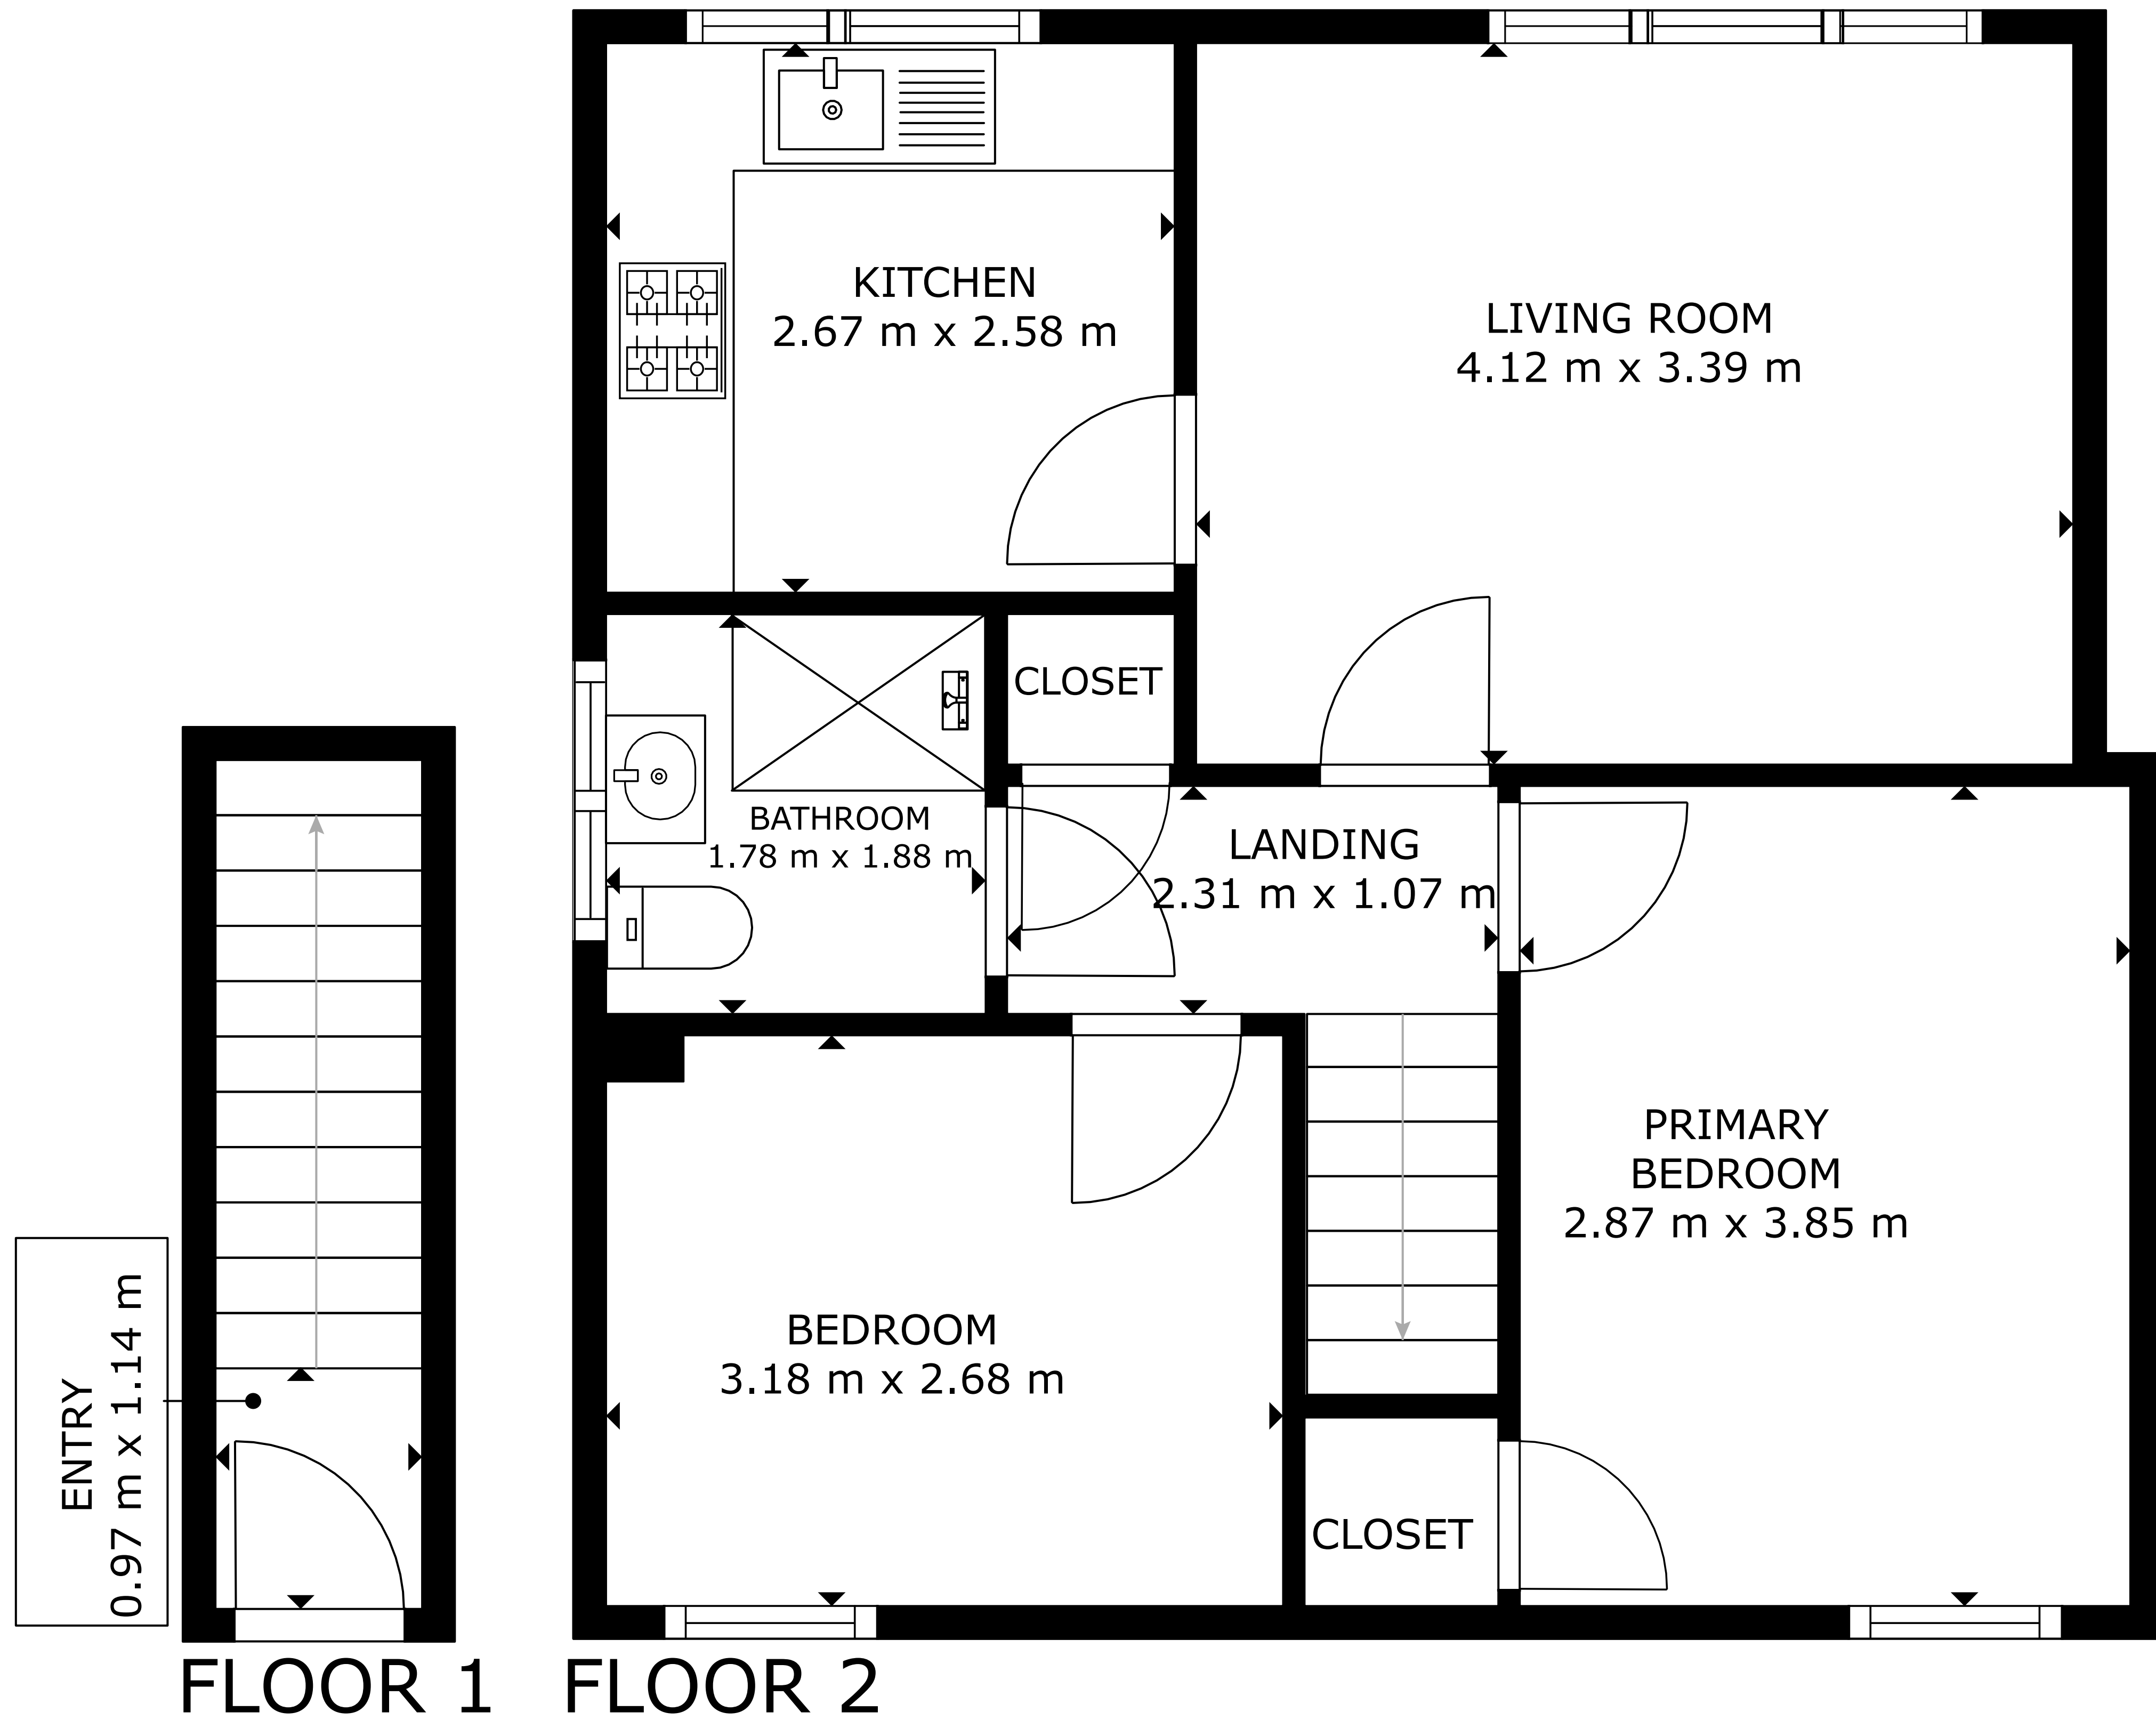 KITCHEN
2.67 m x 2.58 m
LIVING ROOM
4.12 m x 3.39 m
CLOSET
BATHROOM
1.78 m x 1.88 m
LANDING
2.31 m x 1.07 m
PRIMARY
BEDROOM
2.87 m x 3.85 m
BEDROOM
3.18 m x 2.68 m
CLOSET
ENTRY
0.97 m x 1.14 m
FLOOR 1
FLOOR 2